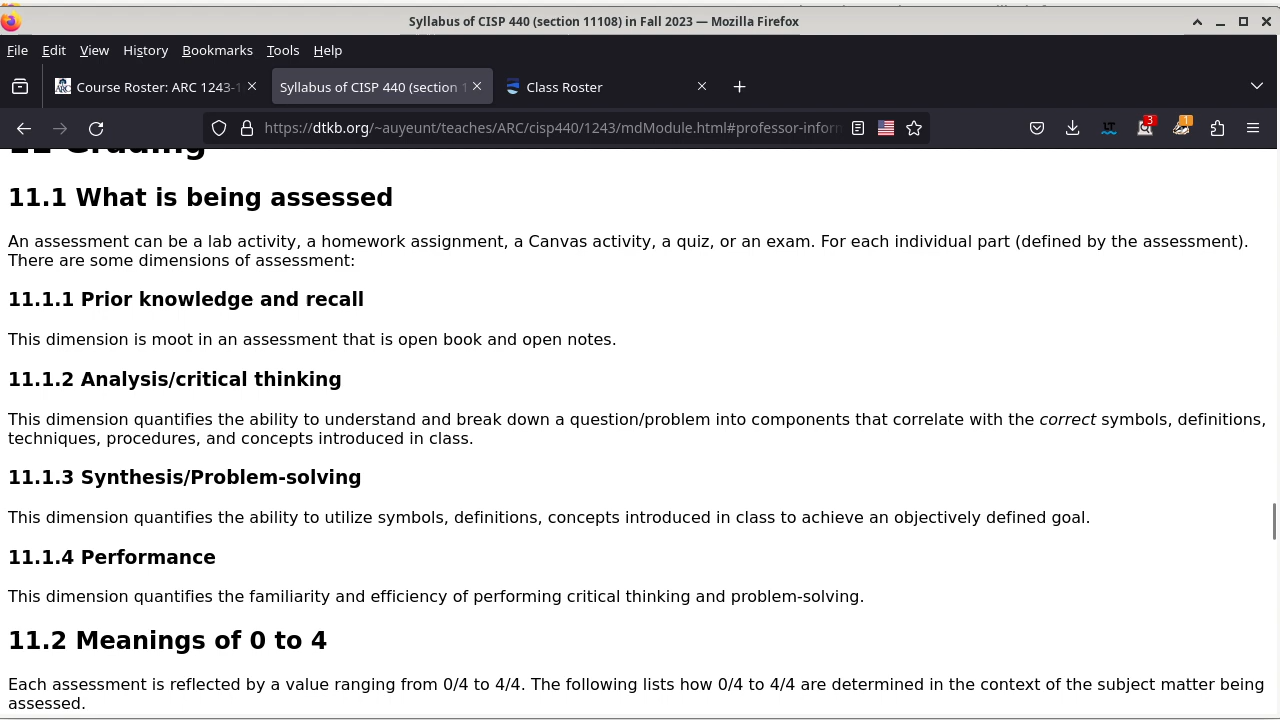 Syllabus of CISP 440 (section 11108) in Fall 2023 — Mozilla Firefox
File Edit View History Bookmarks Tools Help
Course Roster: ARC 1243-1
Syllabus of CISP 440 (section 1
Class Roster
https://dtkb.org/~auyeunt/teaches/ARC/cisp440/1243/mdModule.html#professor-inforn
3
1
11 Grading
11.1 What is being assessed
An assessment can be a lab activity, a homework assignment, a Canvas activity, a quiz, or an exam. For each individual part (defined by the assessment).
There are some dimensions of assessment:
11.1.1 Prior knowledge and recall
This dimension is moot in an assessment that is open book and open notes.
11.1.2 Analysis/critical thinking
This dimension quantifies the ability to understand and break down a question/problem into components that correlate with the correct symbols, definitions,
techniques, procedures, and concepts introduced in class.
11.1.3 Synthesis/Problem-solving
This dimension quantifies the ability to utilize symbols, definitions, concepts introduced in class to achieve an objectively defined goal.
11.1.4 Performance
This dimension quantifies the familiarity and efficiency of performing critical thinking and problem-solving.
11.2 Meanings of 0 to 4
Each assessment is reflected by a value ranging from 0/4 to 4/4. The following lists how 0/4 to 4/4 are determined in the context of the subject matter being
assessed.